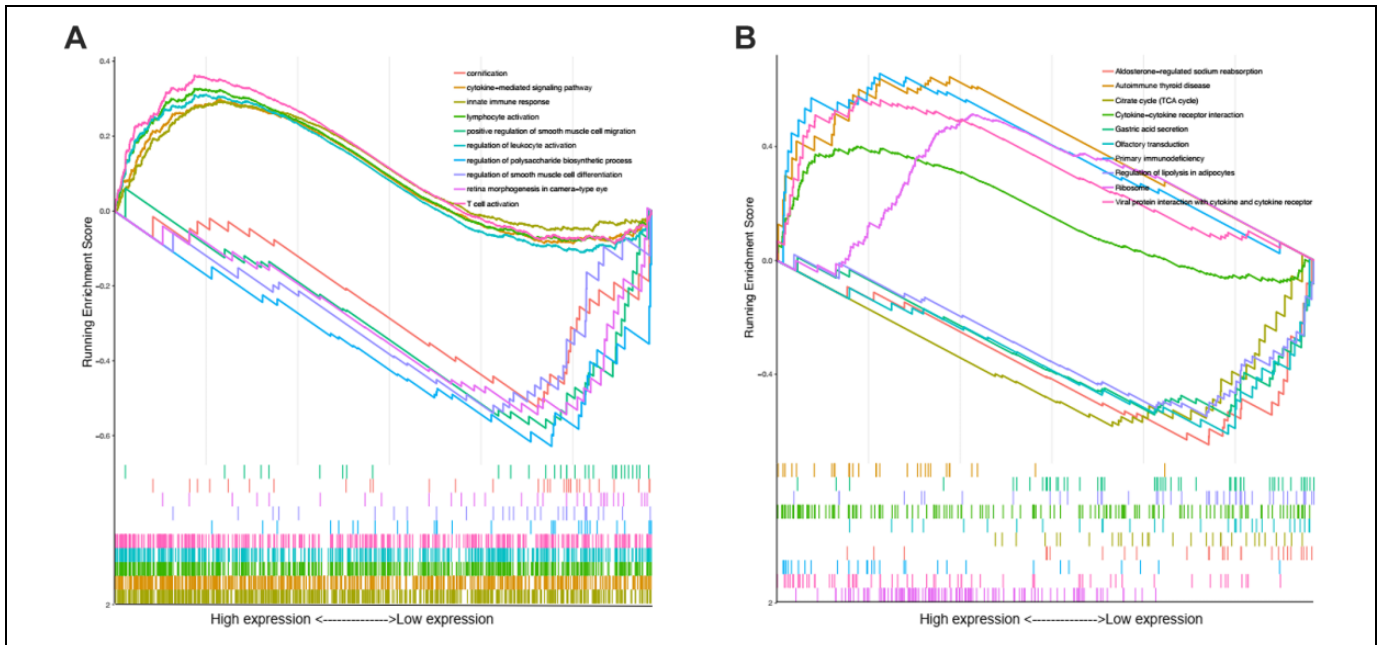 A
0.4
0.2
0.0
−0.2
−0.4
−0.6
2
Running Enrichment Score
cornification
cytokine−mediated signaling pathway
innate immune response
lymphocyte activation
positive regulation of smooth muscle cell migration
regulation of leukocyte activation
regulation of polysaccharide biosynthetic process
regulation of smooth muscle cell differentiation
retina morphogenesis in camera−type eye
T cell activation
High expression <-------------->Low expression
B
0.4
0.0
−0.4
2
Running Enrichment Score
Aldosterone−regulated sodium reabsorption
Autoimmune thyroid disease
Citrate cycle (TCA cycle)
Cytokine−cytokine receptor interaction
Gastric acid secretion
Olfactory transduction
Primary immunodeficiency
Regulation of lipolysis in adipocytes
Ribosome
Viral protein interaction with cytokine and cytokine receptor
High expression <-------------->Low expression